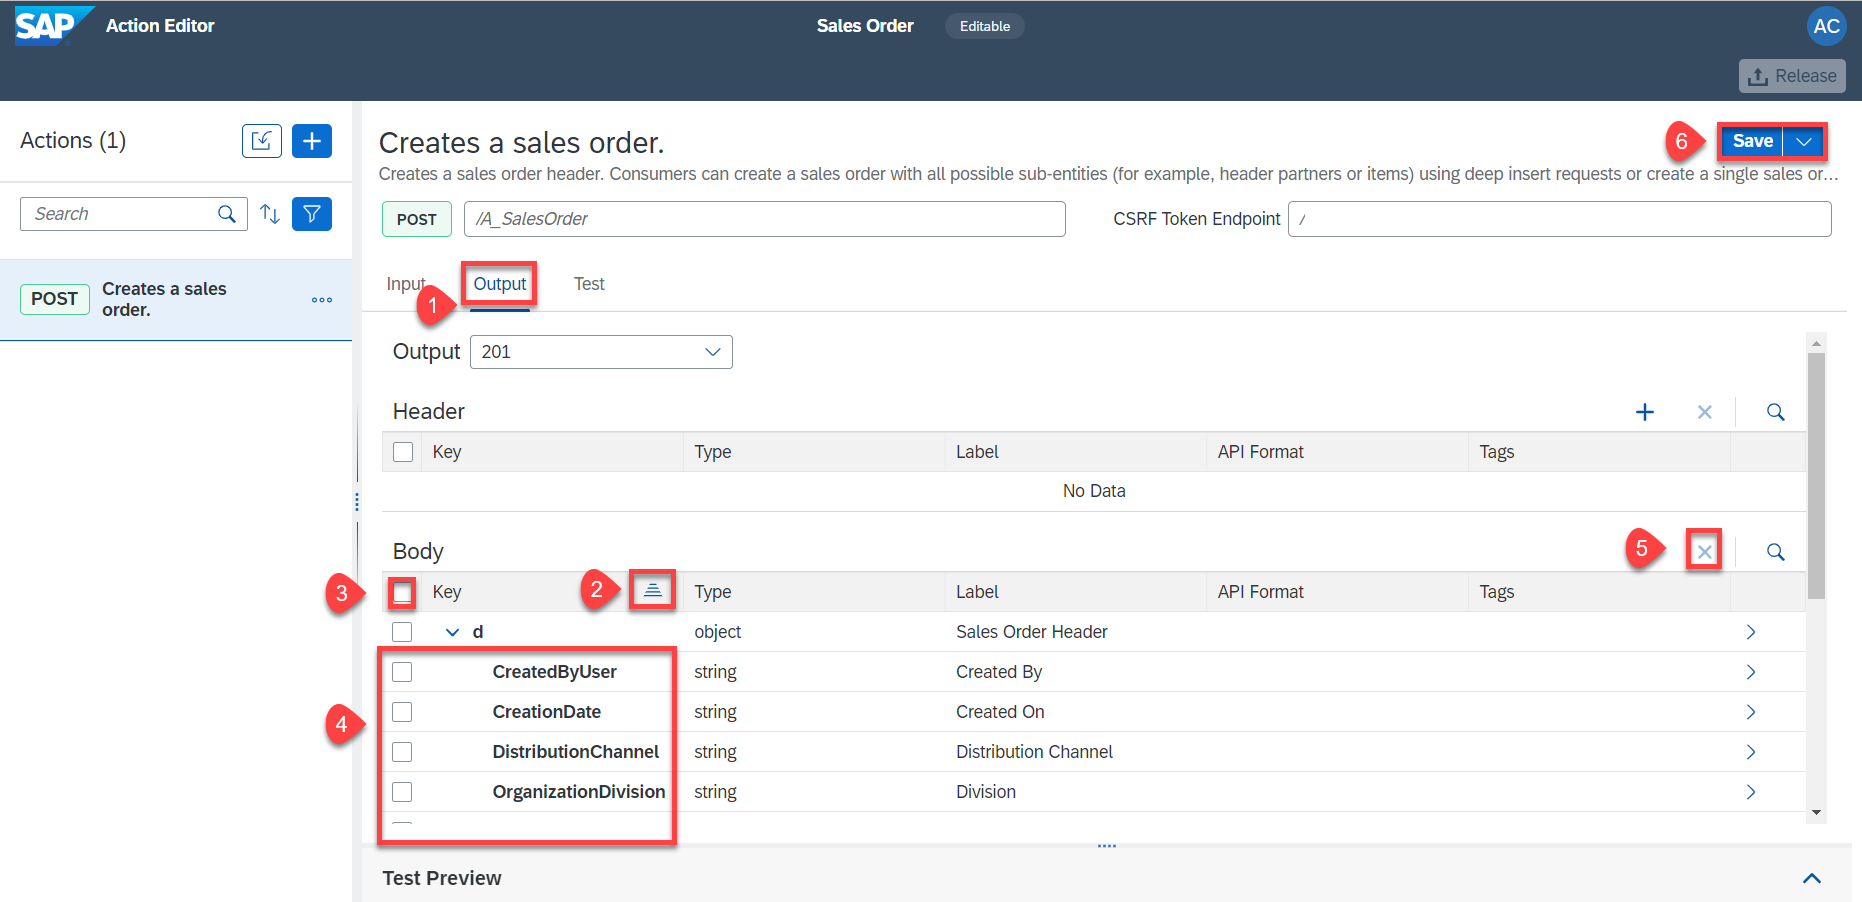 SAP Action Editor Sales Order Editable AC
Release
Actions (1)
Search
POST Creates a sales
order.
Creates a sales order. 6 Save
Creates a sales order header. Consumers can create a sales order with all possible sub-entities (for example, header partners or items) using deep insert requests or create a single sales or...
POST /A_SalesOrder CSRF Token Endpoint /
Input Output Test
1
Output 201
Header
Key Type Label API Format Tags
No Data
Body 5
3 Key 2 Type Label API Format Tags
d object Sales Order Header
CreatedByUser string Created By
4 CreationDate string Created On
DistributionChannel string Distribution Channel
OrganizationDivision string Division
Test Preview